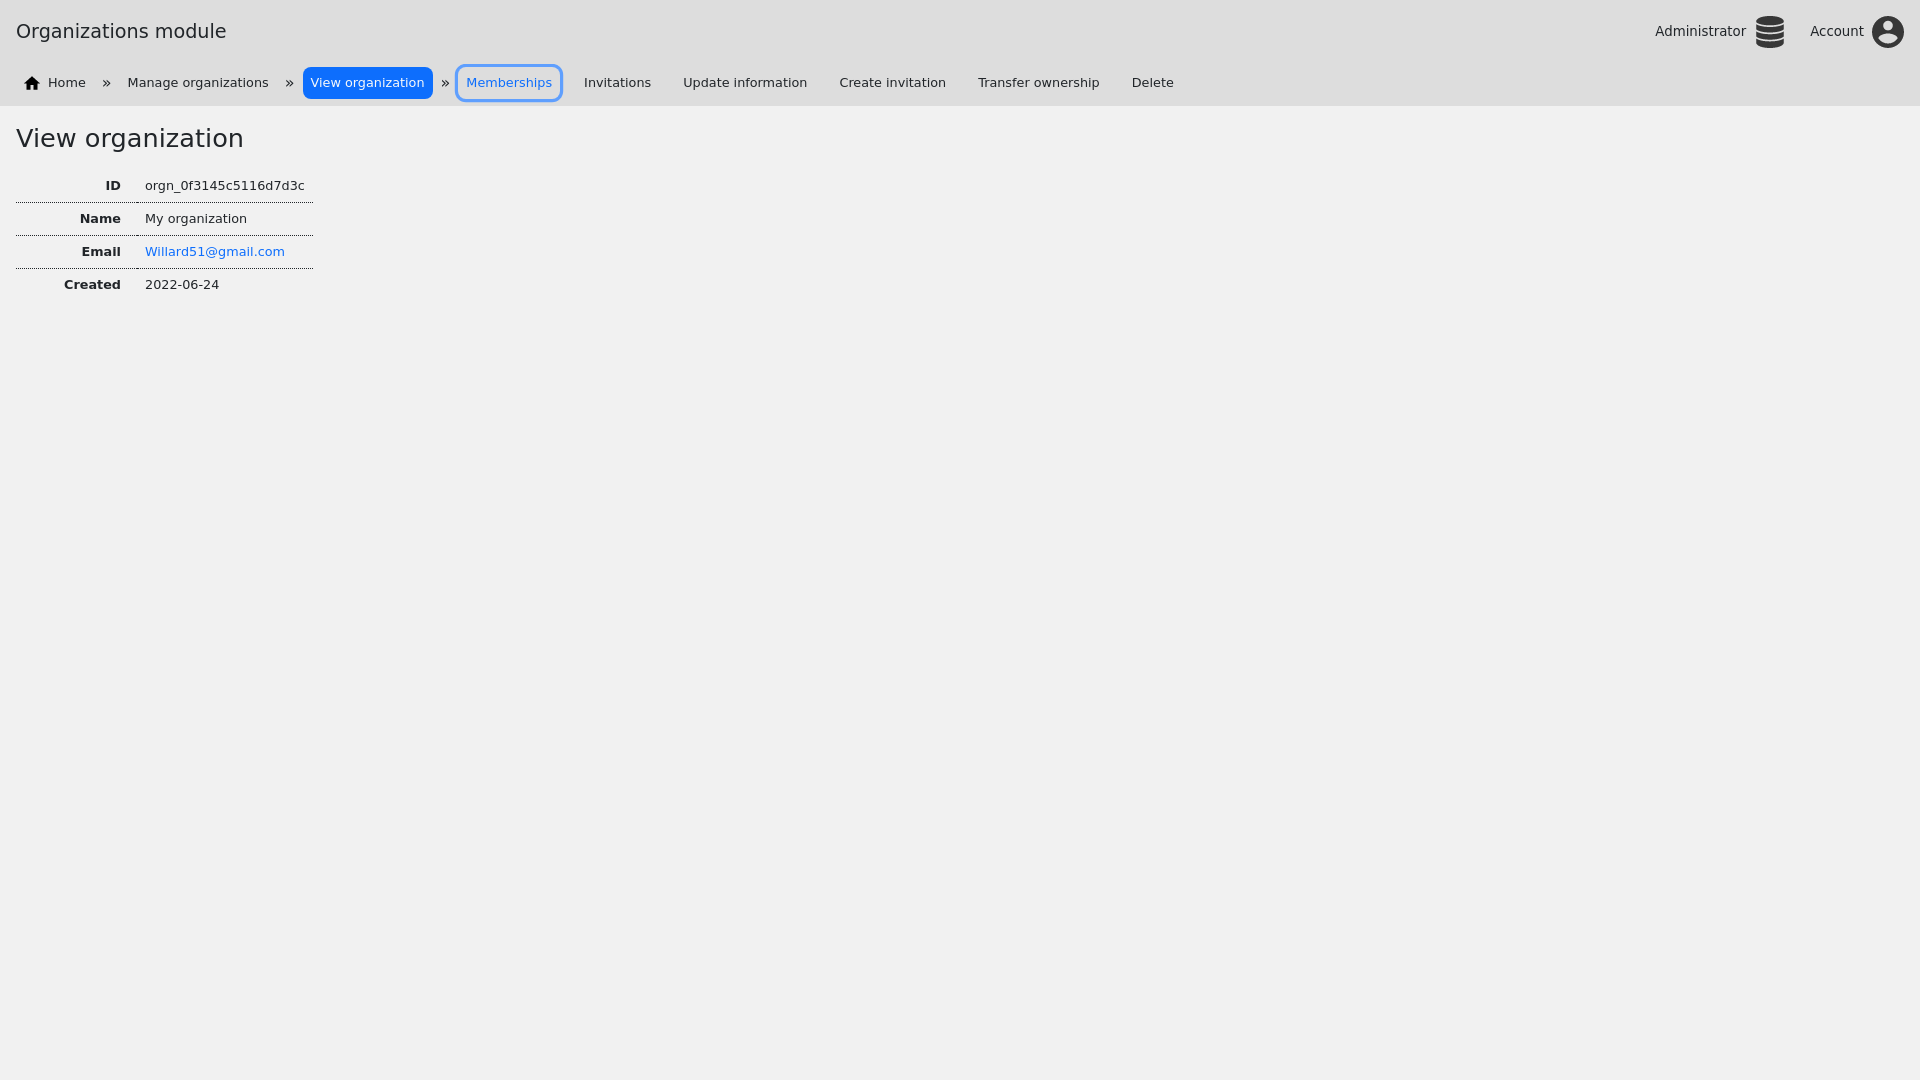 Organizations module
Administrator
Account
Home » Manage organizations » View organization » Memberships Invitations Update information Create invitation Transfer ownership Delete
View organization
ID orgn_0f3145c5116d7d3c
Name My organization
Email Willard51@gmail.com
Created 2022-06-24